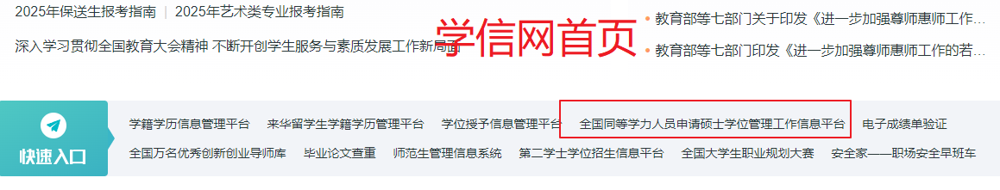 2025年保送生报考指南 | 2025年艺术类专业报考指南
深入学习贯彻全国教育大会精神 不断开创学生服务与素质发展工作新局面
学信网首页
• 教育部等七部门关于印发《进一步加强尊师惠师工作...
• 教育部等七部门印发《进一步加强尊师惠师工作的若...
快速入口
学籍学历信息管理平台 来华留学生学籍学历管理平台 学位授予信息管理平台 全国同等学力人员申请硕士学位管理工作信息平台 电子成绩单验证
全国万名优秀创新创业导师库 毕业论文查重 师范生管理信息系统 第二学士学位招生信息平台 全国大学生职业规划大赛 安全家——职场安全早班车